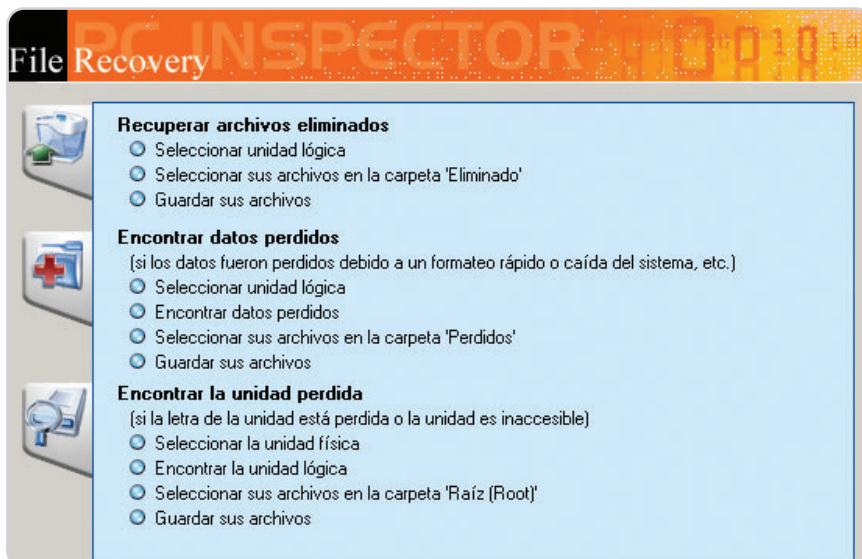 PC INSPECTOR
File Recovery
Recuperar archivos eliminados
Seleccionar unidad lógica
Seleccionar sus archivos en la carpeta 'Eliminado'
Guardar sus archivos
Encontrar datos perdidos
(si los datos fueron perdidos debido a un formateo rápido o caída del sistema, etc.)
Seleccionar unidad lógica
Encontrar datos perdidos
Seleccionar sus archivos en la carpeta 'Perdidos'
Guardar sus archivos
Encontrar la unidad perdida
(si la letra de la unidad está perdida o la unidad es inaccesible)
Seleccionar la unidad física
Encontrar la unidad lógica
Seleccionar sus archivos en la carpeta 'Raíz (Root)'
Guardar sus archivos